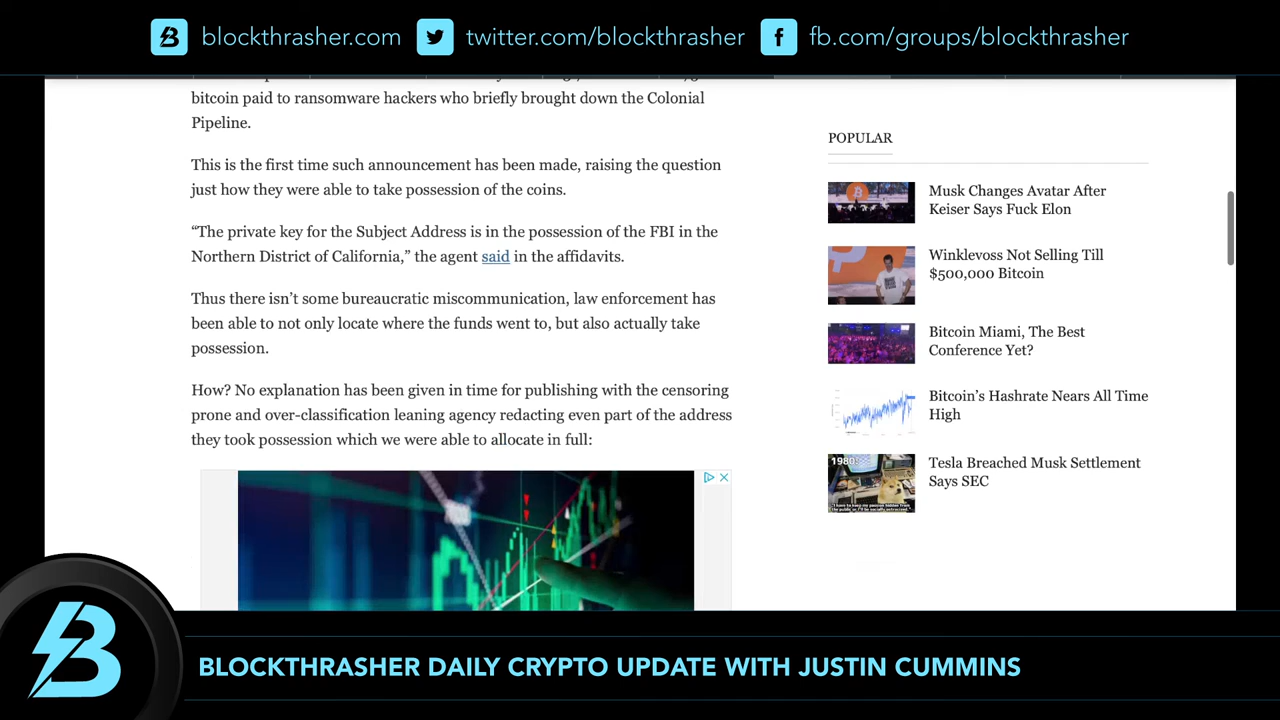 blockthrasher.com
twitter.com/blockthrasher
fb.com/groups/blockthrasher
bitcoin paid to ransomware hackers who briefly brought down the Colonial
Pipeline.
This is the first time such announcement has been made, raising the question
just how they were able to take possession of the coins.
“The private key for the Subject Address is in the possession of the FBI in the
Northern District of California,” the agent said in the affidavits.
Thus there isn’t some bureaucratic miscommunication, law enforcement has
been able to not only locate where the funds went to, but also actually take
possession.
How? No explanation has been given in time for publishing with the censoring
prone and over-classification leaning agency redacting even part of the address
they took possession which we were able to allocate in full:
POPULAR
Musk Changes Avatar After
Keiser Says Fuck Elon
Winklevoss Not Selling Till
$500,000 Bitcoin
Bitcoin Miami, The Best
Conference Yet?
Bitcoin’s Hashrate Nears All Time
High
1980s
Tesla Breached Musk Settlement
Says SEC
BLOCKTHRASHER DAILY CRYPTO UPDATE WITH JUSTIN CUMMINS